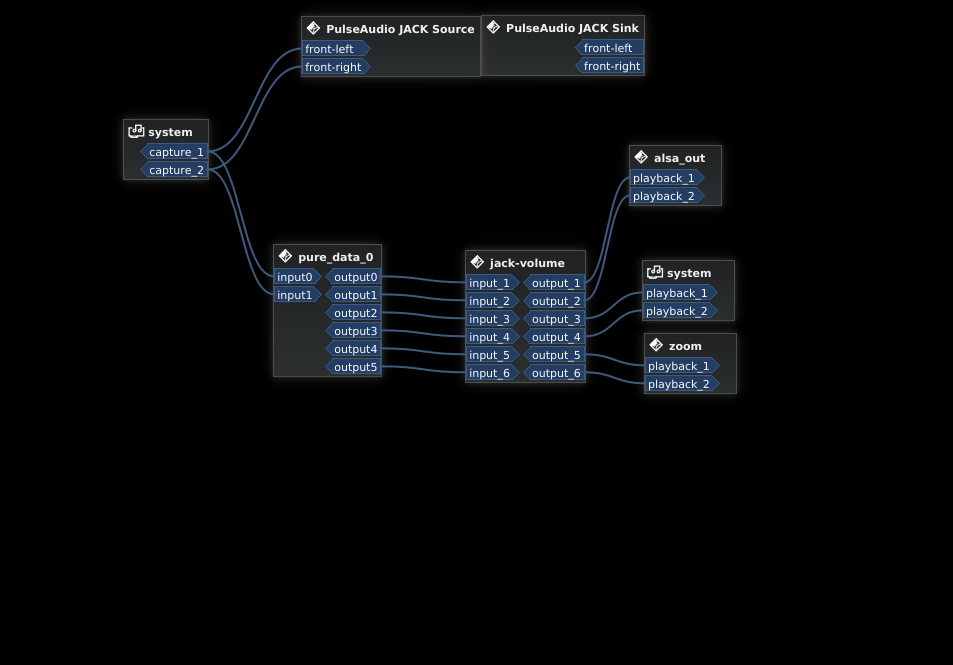 PulseAudio JACK Source
front-left
front-right
PulseAudio JACK Sink
front-left
front-right
system
capture_1
capture_2
alsa_out
playback_1
playback_2
pure_data_0
input0 output0
input1 output1
output2
output3
output4
output5
jack-volume
input_1 output_1
input_2 output_2
input_3 output_3
input_4 output_4
input_5 output_5
input_6 output_6
system
playback_1
playback_2
zoom
playback_1
playback_2